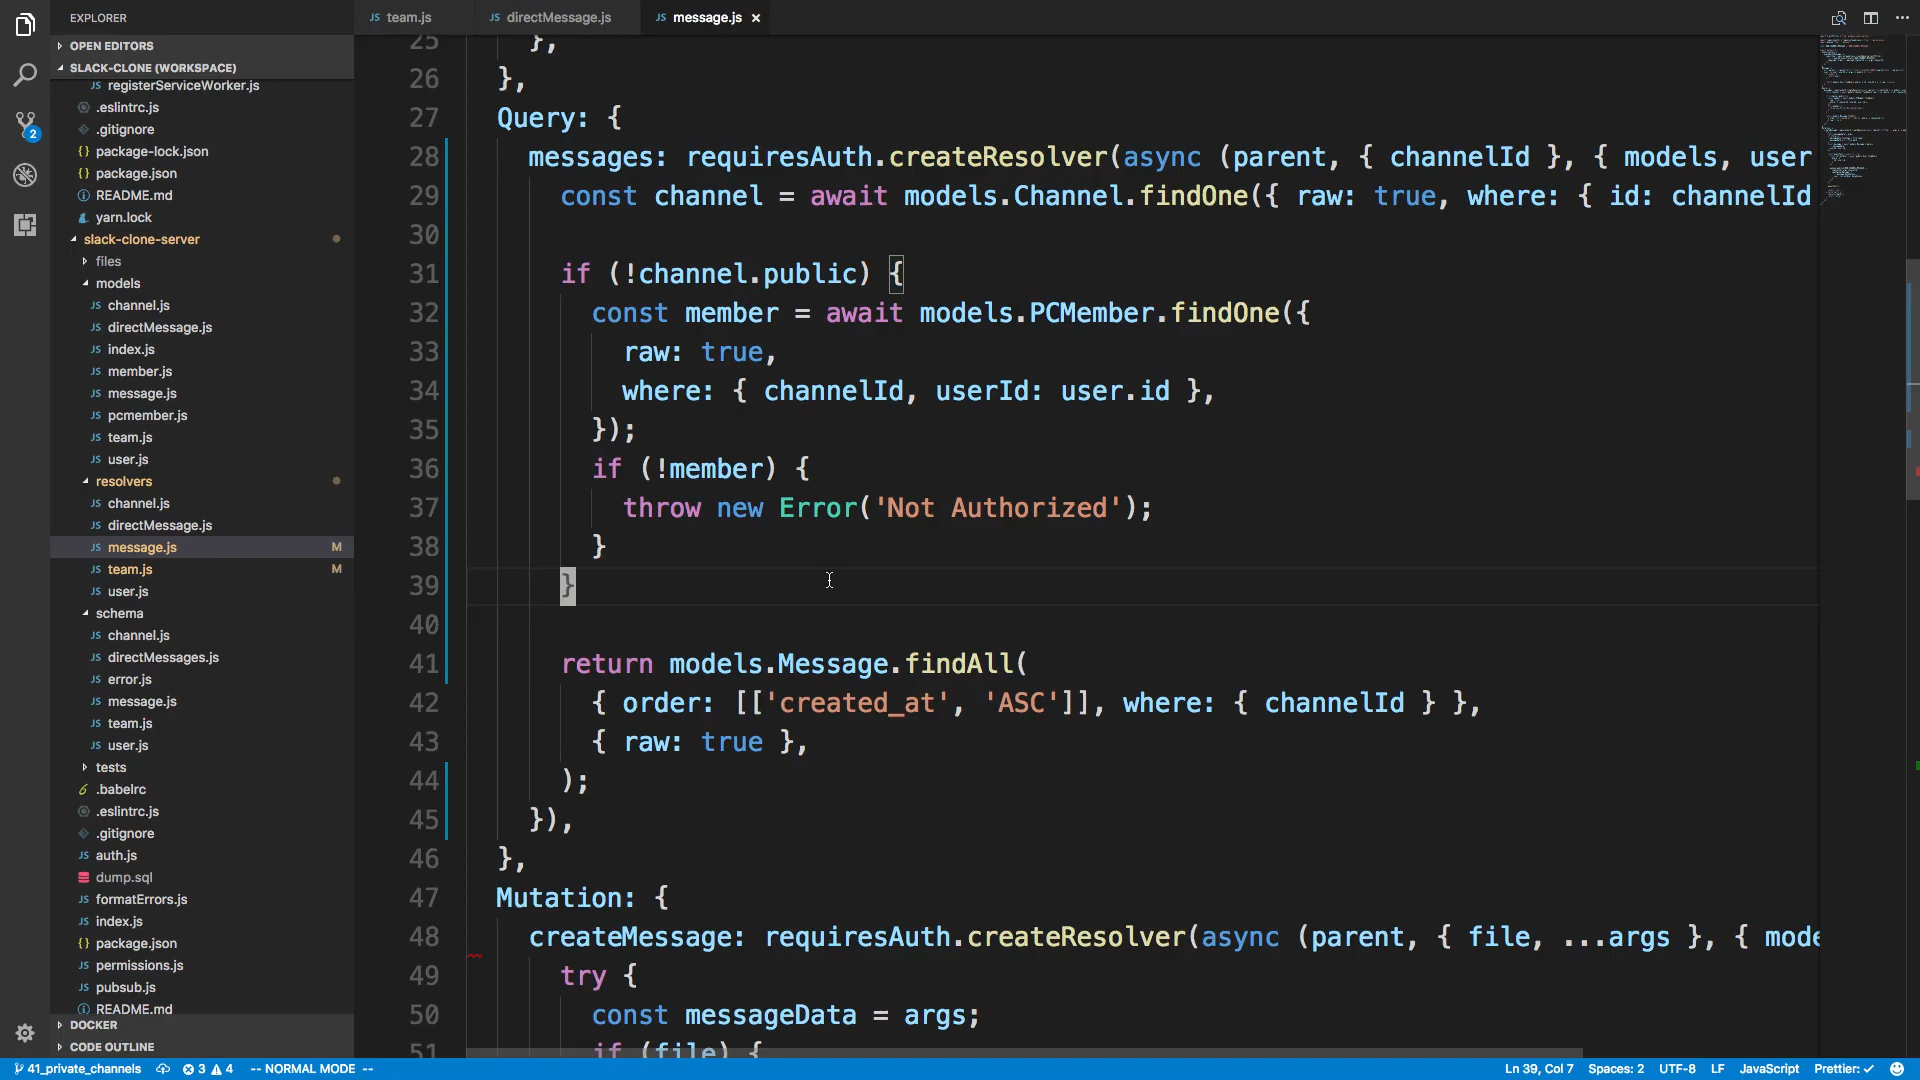 EXPLORER
team.js
directMessage.js
message.js
OPEN EDITORS
SLACK-CLONE (WORKSPACE)
registerServiceWorker.js
.eslintrc.js
.gitignore
package-lock.json
package.json
README.md
yarn.lock
slack-clone-server
files
models
channel.js
directMessage.js
index.js
member.js
message.js
pcmember.js
team.js
user.js
resolvers
channel.js
directMessage.js
message.js M
team.js M
user.js
schema
channel.js
directMessages.js
error.js
message.js
team.js
user.js
tests
.babelrc
.eslintrc.js
.gitignore
auth.js
dump.sql
formatErrors.js
index.js
package.json
permissions.js
pubsub.js
README.md
DOCKER
CODE OUTLINE
2
25 },
26 },
27 Query: {
28 messages: requiresAuth.createResolver(async (parent, { channelId }, { models, user
29 const channel = await models.Channel.findOne({ raw: true, where: { id: channelId
30
31 if (!channel.public) {
32 const member = await models.PCMember.findOne({
33 raw: true,
34 where: { channelId, userId: user.id },
35 });
36 if (!member) {
37 throw new Error('Not Authorized');
38 }
39 }
40
41 return models.Message.findAll(
42 { order: [['created_at', 'ASC']], where: { channelId } },
43 { raw: true },
44 );
45 }),
46 },
47 Mutation: {
48 createMessage: requiresAuth.createResolver(async (parent, { file, ...args }, { mode
49 try {
50 const messageData = args;
51 if (file) {
41_private_channels 3 4 -- NORMAL MODE -- Ln 39, Col 7 Spaces: 2 UTF-8 LF JavaScript Prettier: ✓